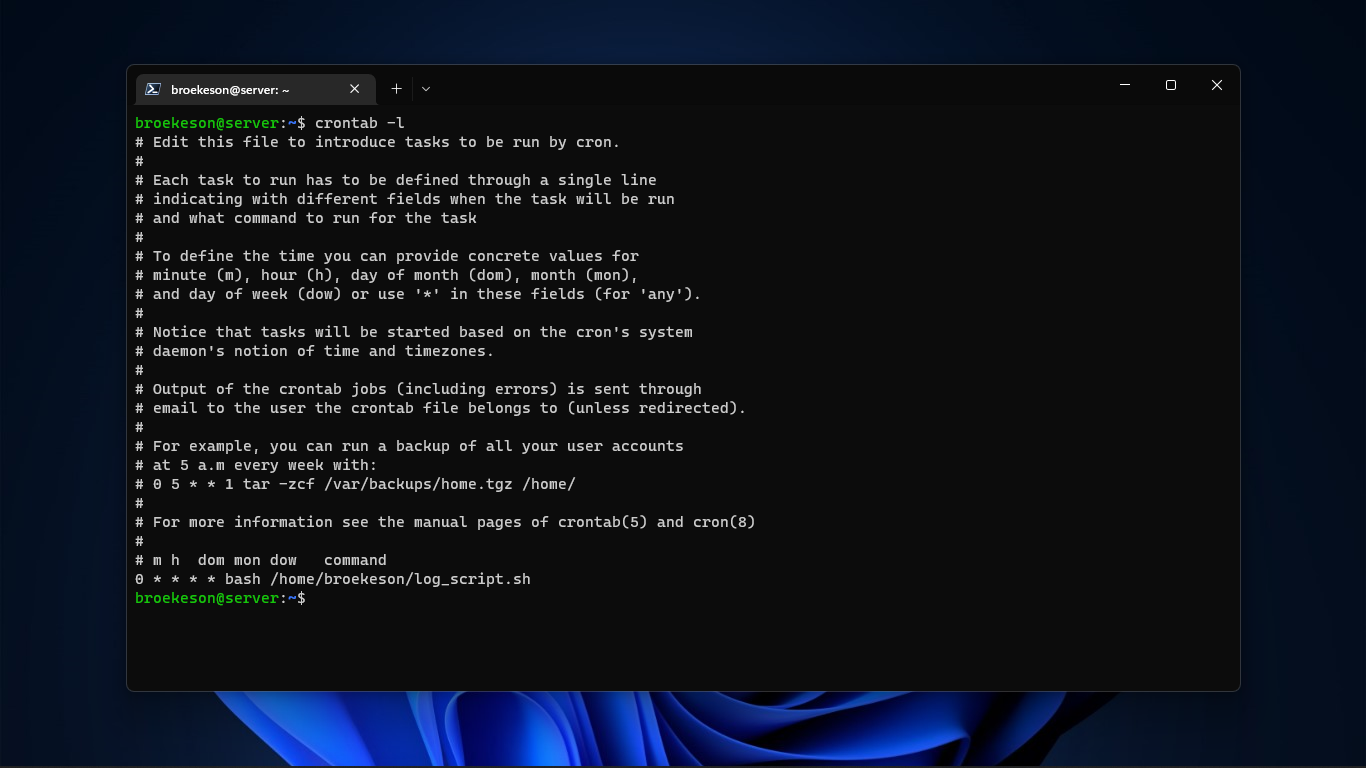 broekeson@server: ~
broekeson@server:~$ crontab -l
# Edit this file to introduce tasks to be run by cron.
#
# Each task to run has to be defined through a single line
# indicating with different fields when the task will be run
# and what command to run for the task
#
# To define the time you can provide concrete values for
# minute (m), hour (h), day of month (dom), month (mon),
# and day of week (dow) or use '*' in these fields (for 'any').
#
# Notice that tasks will be started based on the cron's system
# daemon's notion of time and timezones.
#
# Output of the crontab jobs (including errors) is sent through
# email to the user the crontab file belongs to (unless redirected).
#
# For example, you can run a backup of all your user accounts
# at 5 a.m every week with:
# 0 5 * * 1 tar -zcf /var/backups/home.tgz /home/
#
# For more information see the manual pages of crontab(5) and cron(8)
#
# m h  dom mon dow   command
0 * * * * bash /home/broekeson/log_script.sh
broekeson@server:~$